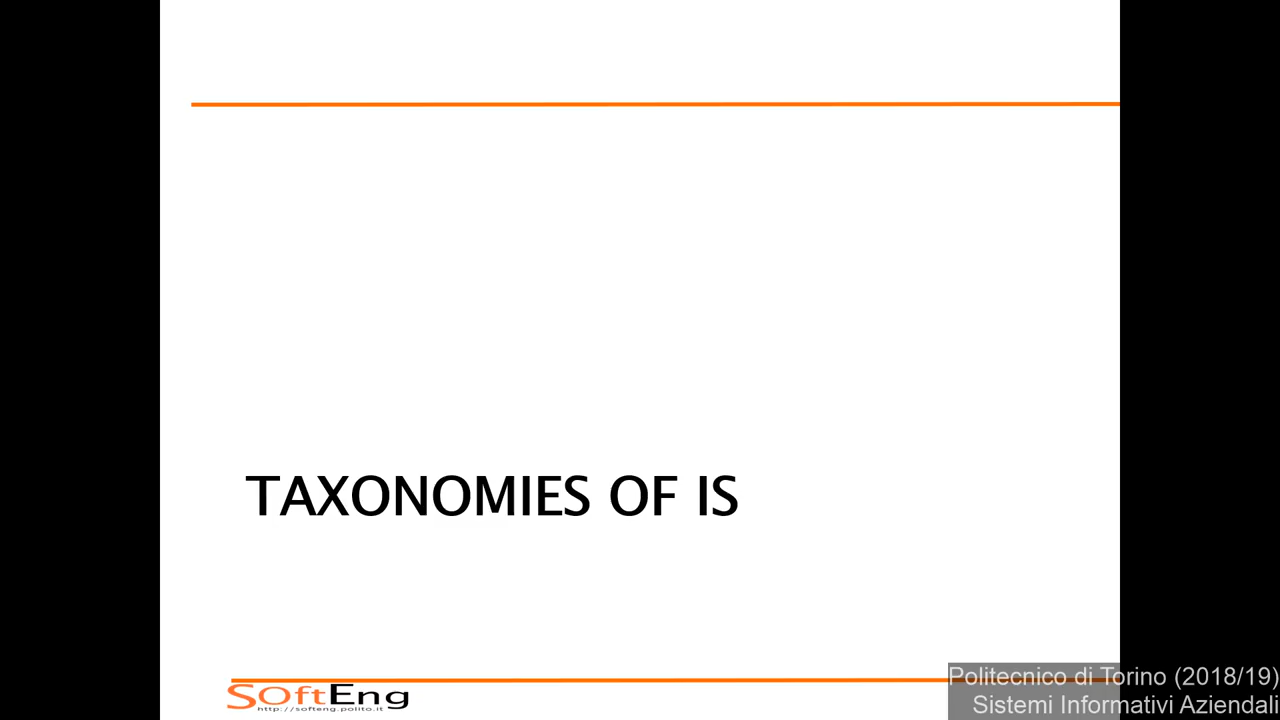 TAXONOMIES OF IS
SoftEng
http://softeng.polito.it
Politecnico di Torino (2018/19)
Sistemi Informativi Aziendali